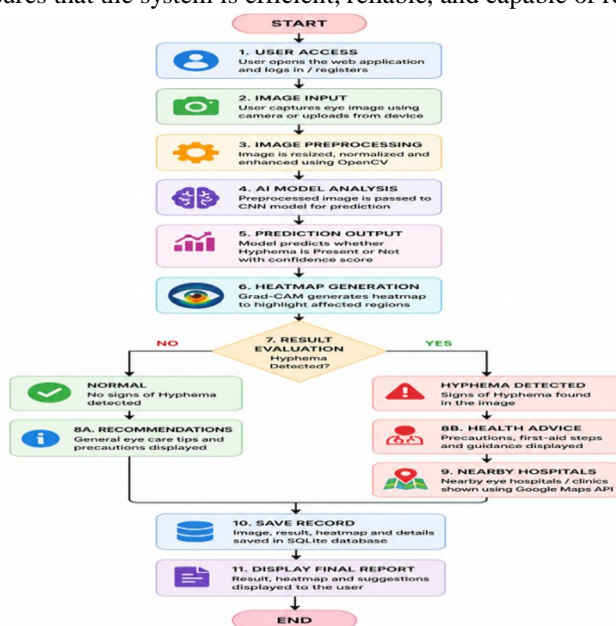 ures that the system is efficient, reliable, and capable of re
START
1. USER ACCESS
User opens the web application
and logs in / registers
2. IMAGE INPUT
User captures eye image using
camera or uploads from device
3. IMAGE PREPROCESSING
Image is resized, normalized and
enhanced using OpenCV
4. AI MODEL ANALYSIS
Preprocessed image is passed to
CNN model for prediction
5. PREDICTION OUTPUT
Model predicts whether
Hyphema is Present or Not
with confidence score
6. HEATMAP GENERATION
Grad-CAM generates heatmap
to highlight affected regions
7. RESULT
EVALUATION
Hyphema
Detected?
NO
YES
NORMAL
No signs of Hyphema
detected
8A. RECOMMENDATIONS
General eye care tips and
precautions displayed
HYPHEMA DETECTED
Signs of Hyphema found
in the image
8B. HEALTH ADVICE
Precautions, first-aid steps
and guidance displayed
9. NEARBY HOSPITALS
Nearby eye hospitals / clinics
shown using Google Maps API
10. SAVE RECORD
Image, result, heatmap and details
saved in SQLite database
11. DISPLAY FINAL REPORT
Result, heatmap and suggestions
displayed to the user
END